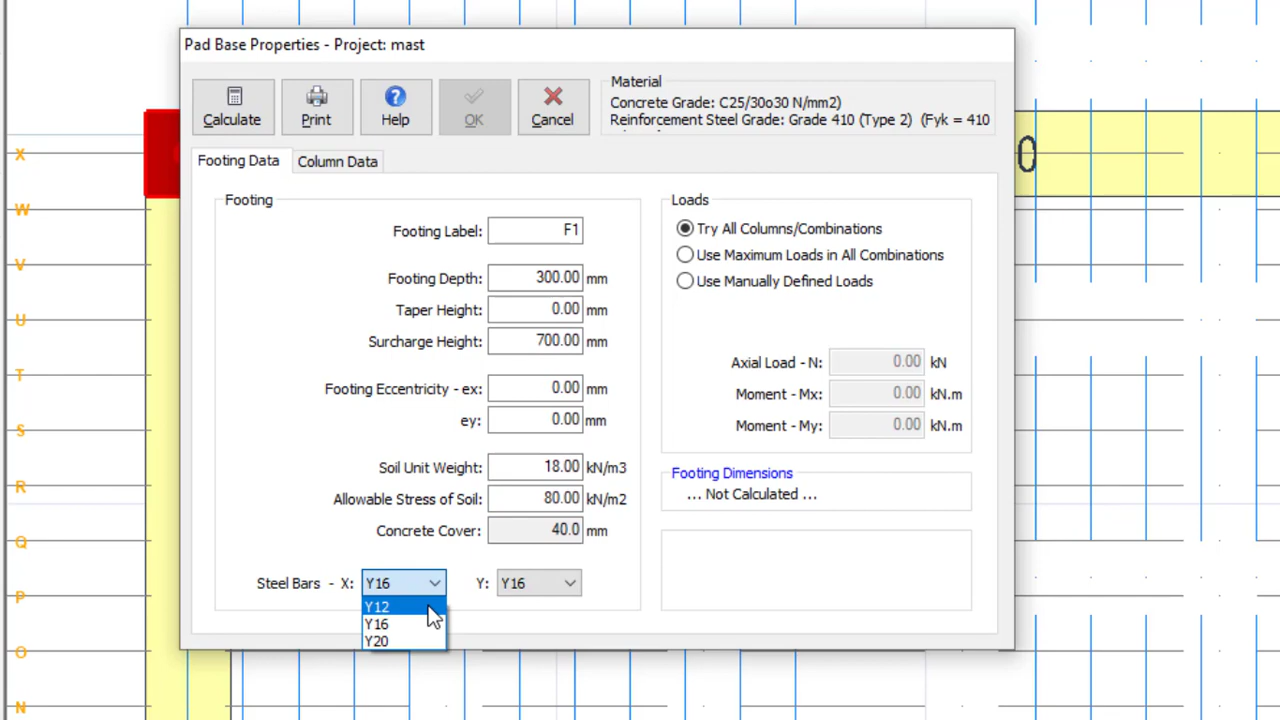 Pad Base Properties - Project: mast
Calculate
Print
Help
OK
Cancel
Material
Concrete Grade: C25/30o30 N/mm2)
Reinforcement Steel Grade: Grade 410 (Type 2) (Fyk = 410
Footing Data
Column Data
Footing
Footing Label: F1
Footing Depth: 300.00 mm
Taper Height: 0.00 mm
Surcharge Height: 700.00 mm
Footing Eccentricity - ex: 0.00 mm
ey: 0.00 mm
Soil Unit Weight: 18.00 kN/m3
Allowable Stress of Soil: 80.00 kN/m2
Concrete Cover: 40.0 mm
Steel Bars - X: Y16 Y: Y16
Y12
Y16
Y20
Loads
Try All Columns/Combinations
Use Maximum Loads in All Combinations
Use Manually Defined Loads
Axial Load - N: 0.00 kN
Moment - Mx: 0.00 kN.m
Moment - My: 0.00 kN.m
Footing Dimensions
... Not Calculated ...
0
X
W
V
U
T
S
R
Q
P
O
N